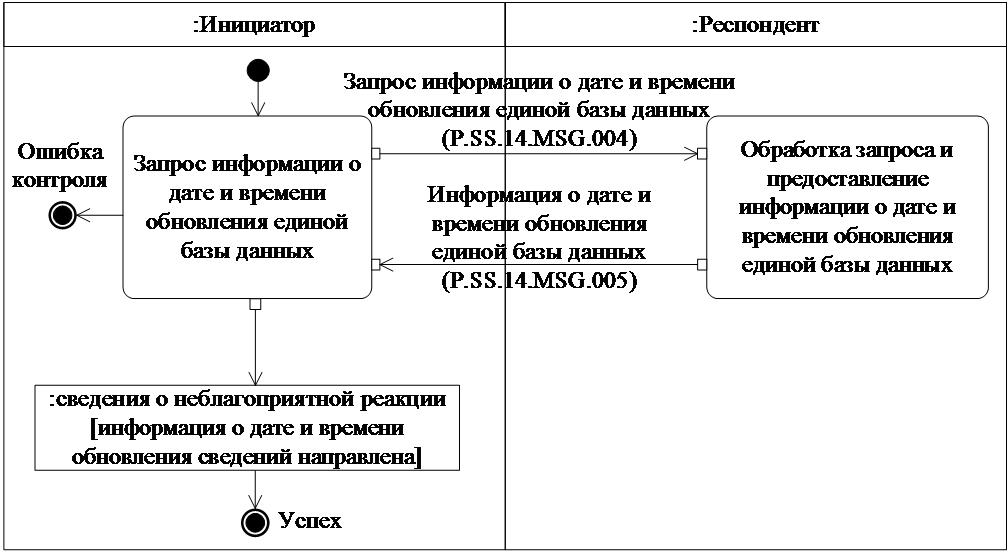 :Инициатор
:Респондент
Запрос информации о дате и времени
обновления единой базы данных
(P.SS.14.MSG.004)
Ошибка
контроля
Запрос информации о
дате и времени
обновления единой
базы данных
Информация о дате и
времени обновления
единой базы данных
(P.SS.14.MSG.005)
Обработка запроса и
предоставление
информации о дате и
времени обновления
единой базы данных
:сведения о неблагоприятной реакции
[информация о дате и времени
обновления сведений направлена]
Успех